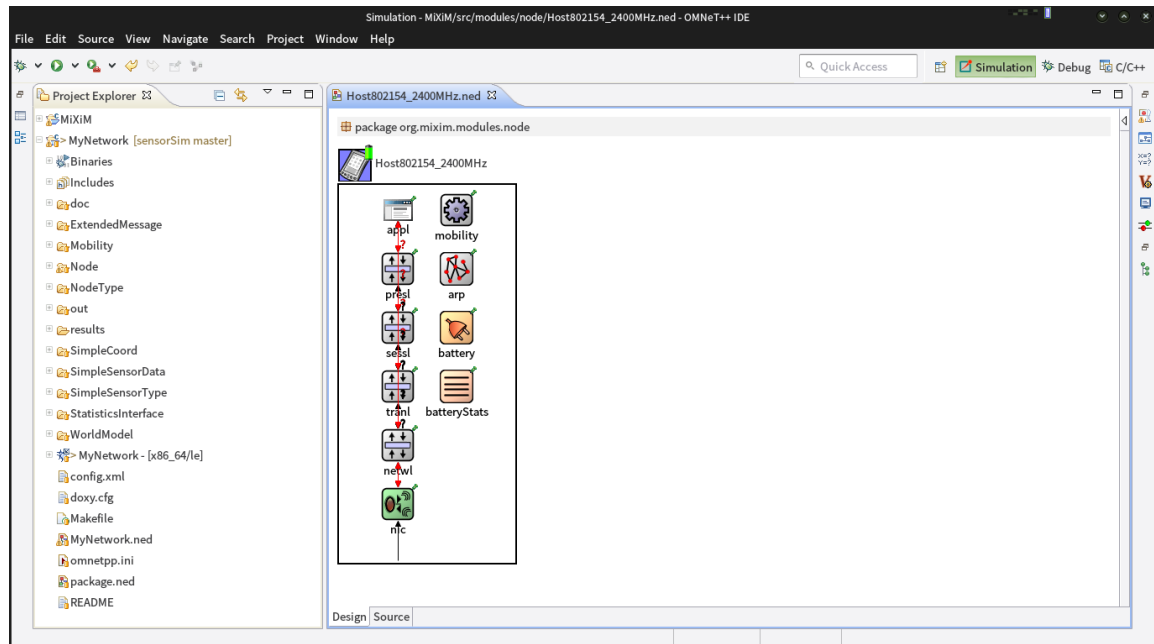 Simulation - MiXiM/src/modules/node/Host802154_2400MHz.ned - OMNeT++ IDE
File Edit Source View Navigate Search Project Window Help
Quick Access
Simulation
Debug
C/C++
Project Explorer
Host802154_2400MHz.ned
MiXiM
> MyNetwork [sensorSim master]
Binaries
Includes
doc
ExtendedMessage
Mobility
Node
NodeType
out
results
SimpleCoord
SimpleSensorData
SimpleSensorType
StatisticsInterface
WorldModel
> MyNetwork - [x86_64/le]
config.xml
doxy.cfg
Makefile
MyNetwork.ned
omnetpp.ini
package.ned
README
package org.mixim.modules.node
Host802154_2400MHz
appl
mobility
?
presl
arp
?
sessl
battery
?
tranl
batteryStats
?
netwl
nic
Design Source
x=?
y=?